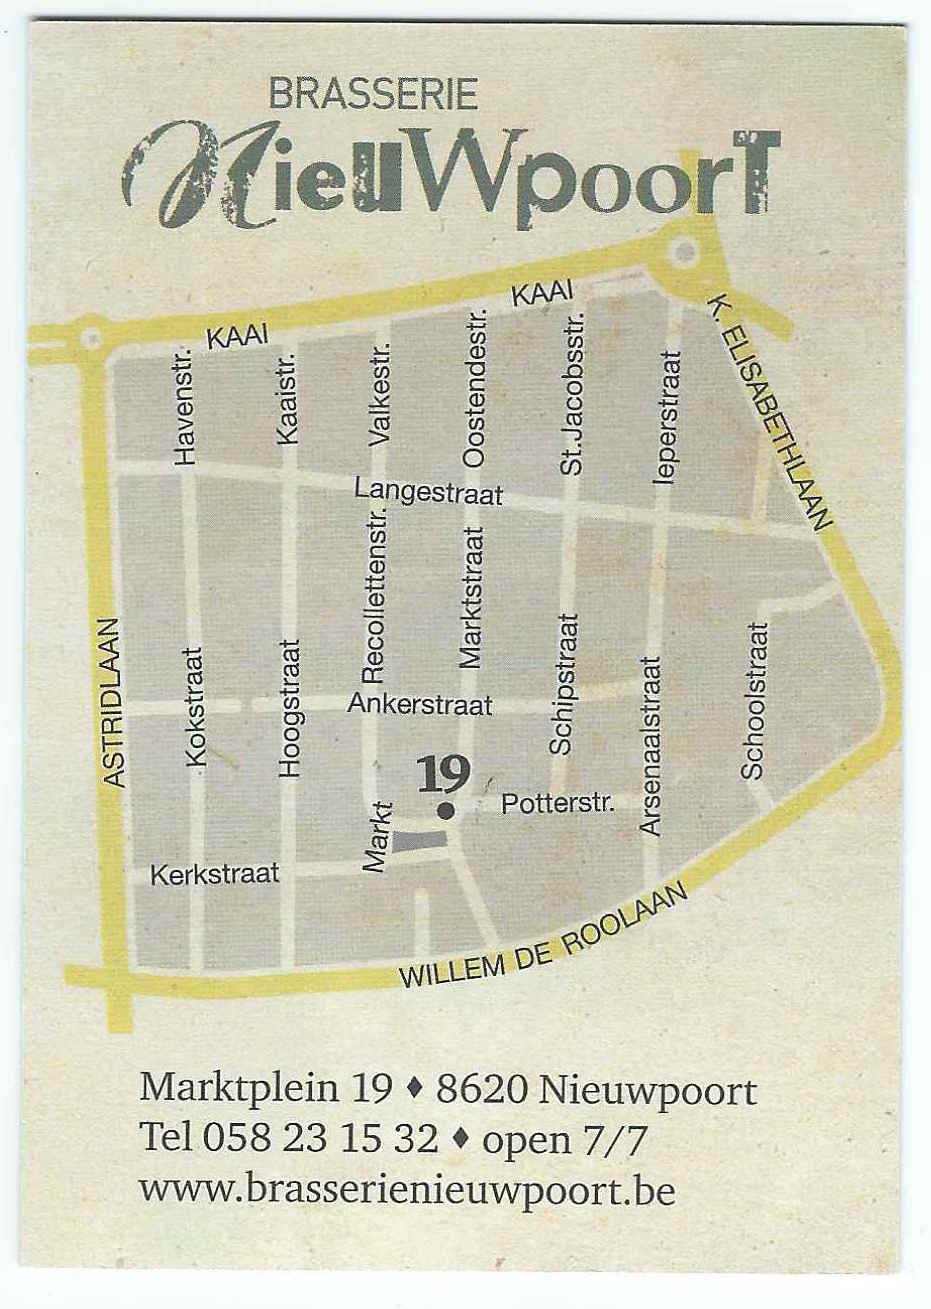 BRASSERIE
NieuWpoorT
KAAI
KAAI
K. ELISABETHLAAN
Havenstr.
Kaaistr.
Valkestr.
Oostendestr.
St.Jacobsstr.
Ieperstraat
Langestraat
Recollettenstr.
Marktstraat
ASTRIDLAAN
Kokstraat
Hoogstraat
Ankerstraat
Schipstraat
Arsenaalstraat
Schoolstraat
19
Markt
Potterstr.
Kerkstraat
WILLEM DE ROOLAAN
Marktplein 19 ♦ 8620 Nieuwpoort
Tel 058 23 15 32 ♦ open 7/7
www.brasserienieuwpoort.be